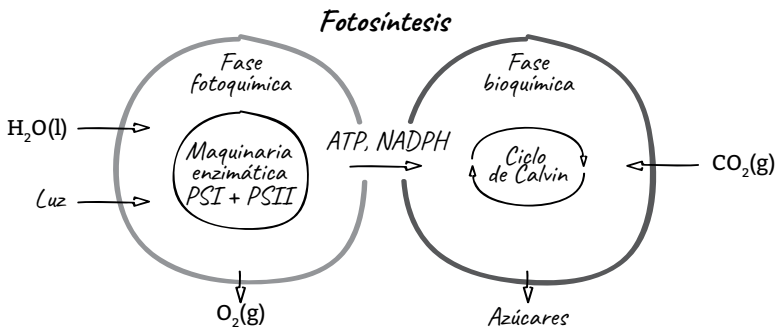 Fotosíntesis
Fase
fotoquímica
Fase
bioquímica
H₂O(l)
ATP, NADPH
Maquinaria
enzimática
PSI + PSII
Ciclo
de Calvin
CO₂(g)
Luz
O₂(g)
Azúcares